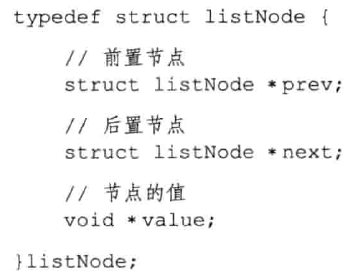 typedef struct listNode {
// 前置节点
struct listNode *prev;
// 后置节点
struct listNode *next;
// 节点的值
void *value;
}listNode;